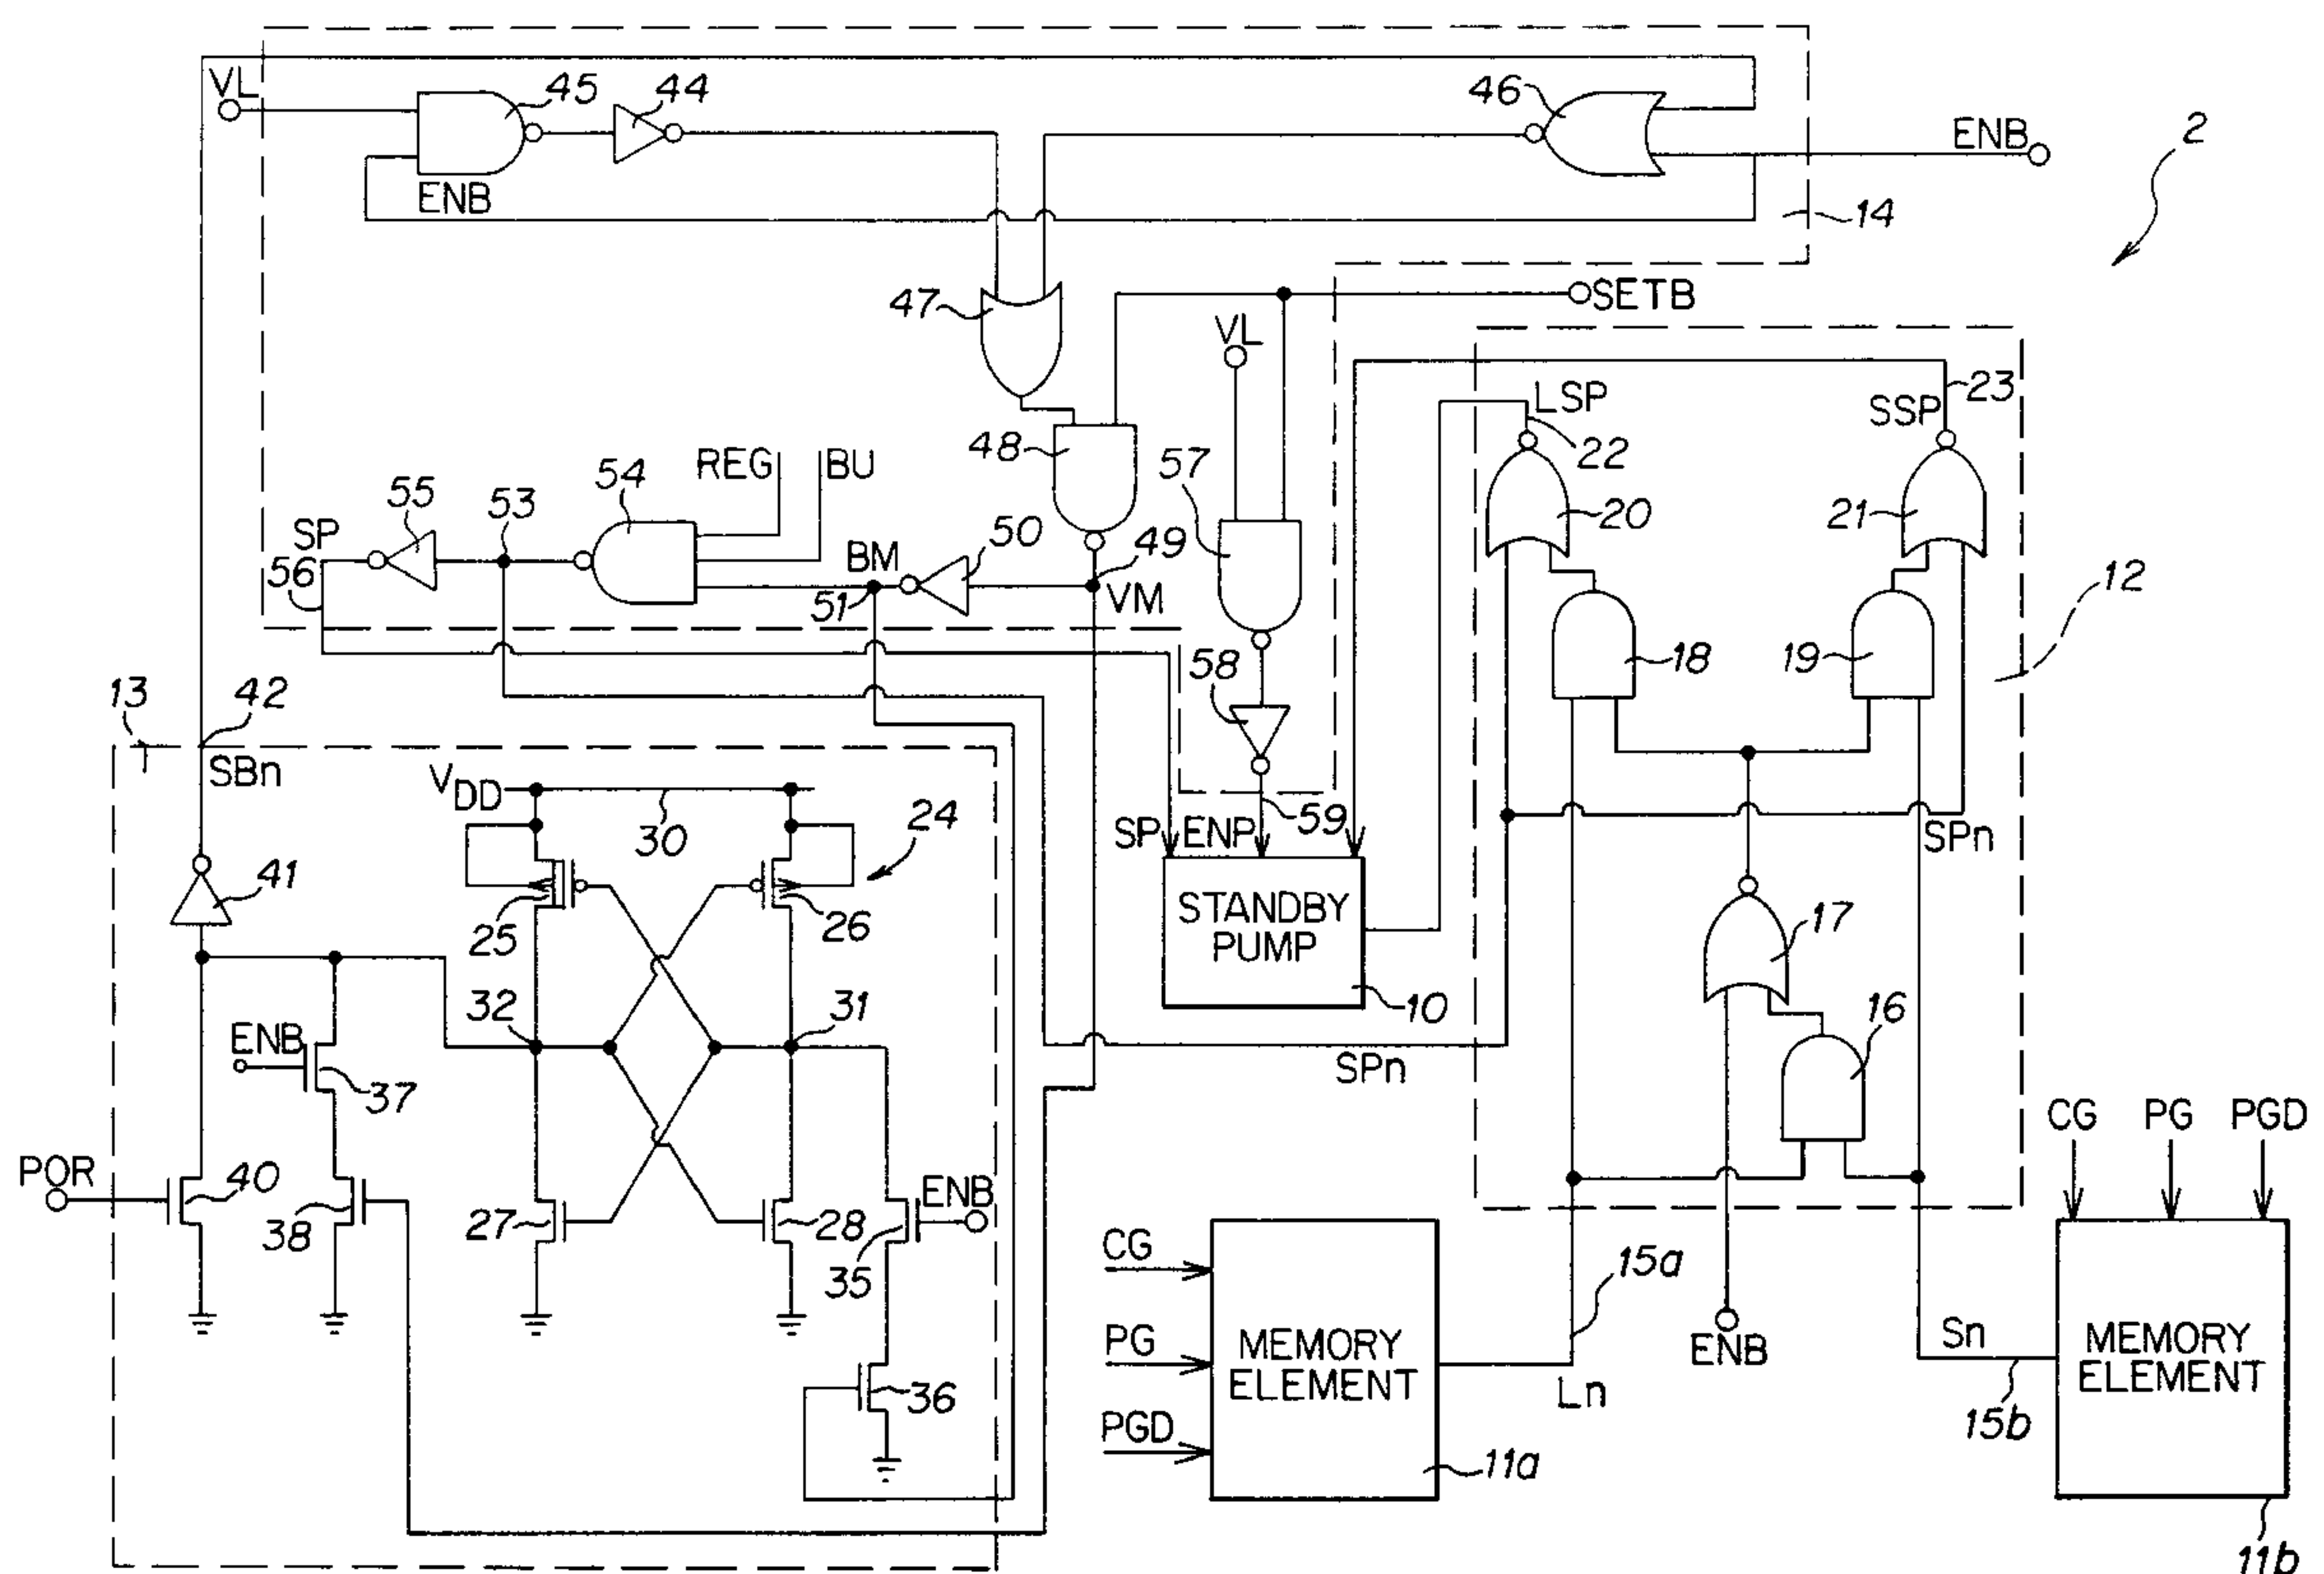 VL
45
44
46
ENB
2
ENB
14
47
SETB
VL
LSP
SSP
23
48
REG
BU
57
22
54
55
53
20
21
SP
50
49
BM
56
51
VM
12
58
18
19
13
42
SBn
VDD
30
24
SP
ENP
59
SPn
41
STANDBY
PUMP
25
26
17
32
31
10
16
ENB
SPn
37
CG
PG
PGD
POR
40
ENB
38
27
28
35
CG
15a
PG
MEMORY
ELEMENT
ENB
Sn
MEMORY
ELEMENT
36
Ln
15b
PGD
11a
11b